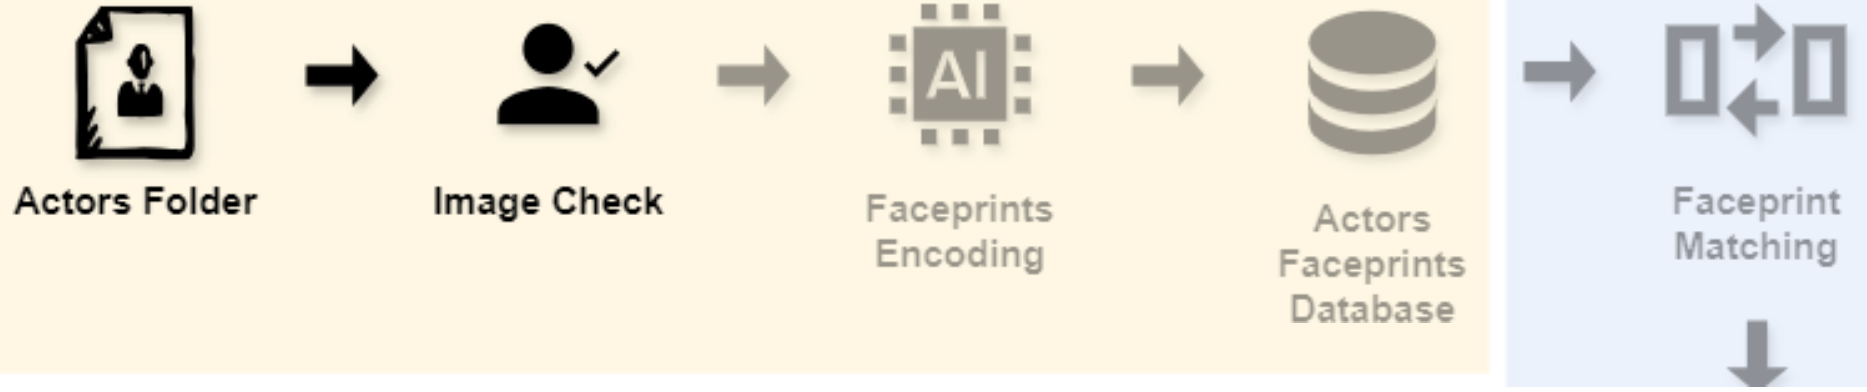 AI
Actors Folder
Image Check
Faceprints
Encoding
Actors
Faceprints
Database
Faceprint
Matching